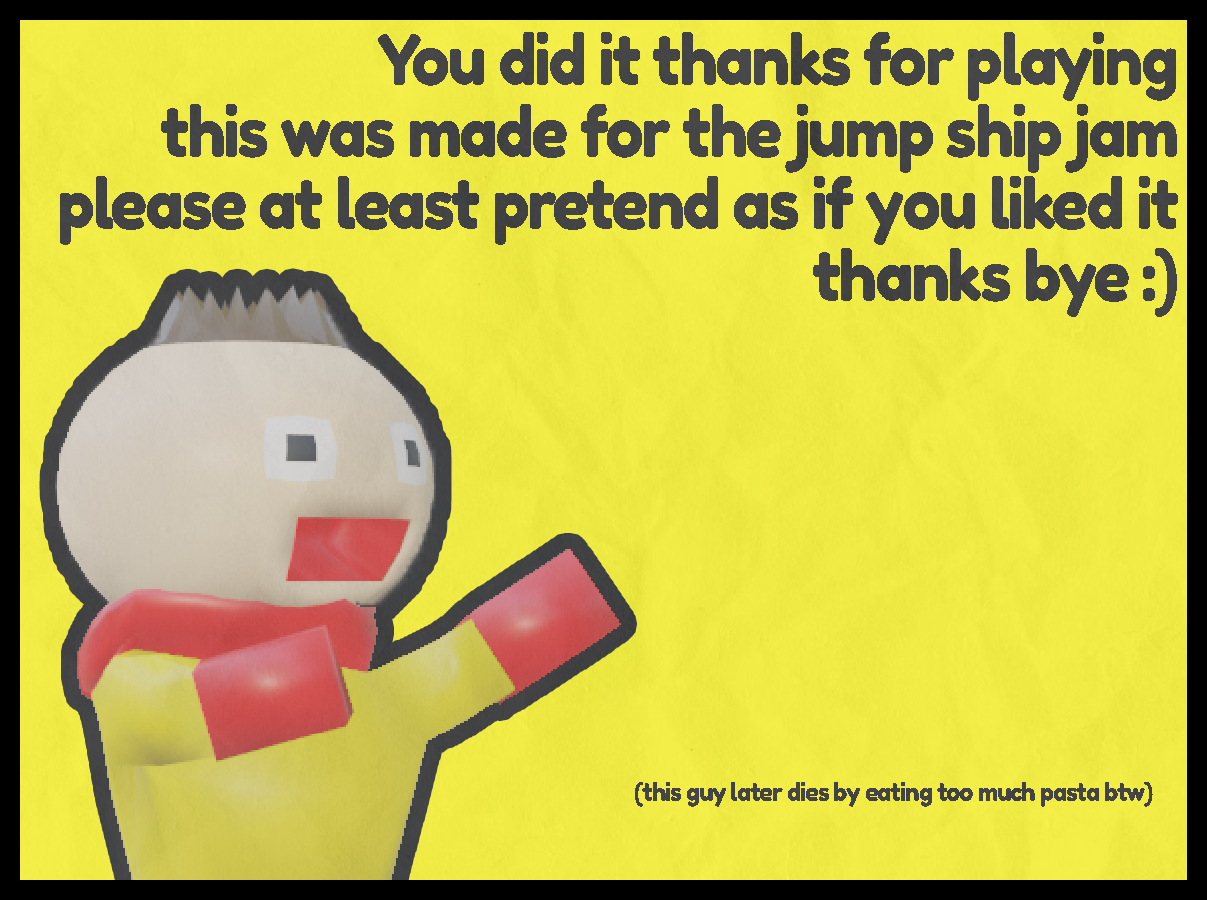 You did it thanks for playing
this was made for the jump ship jam
please at least pretend as if you liked it
thanks bye :)
(this guy later dies by eating too much pasta btw)